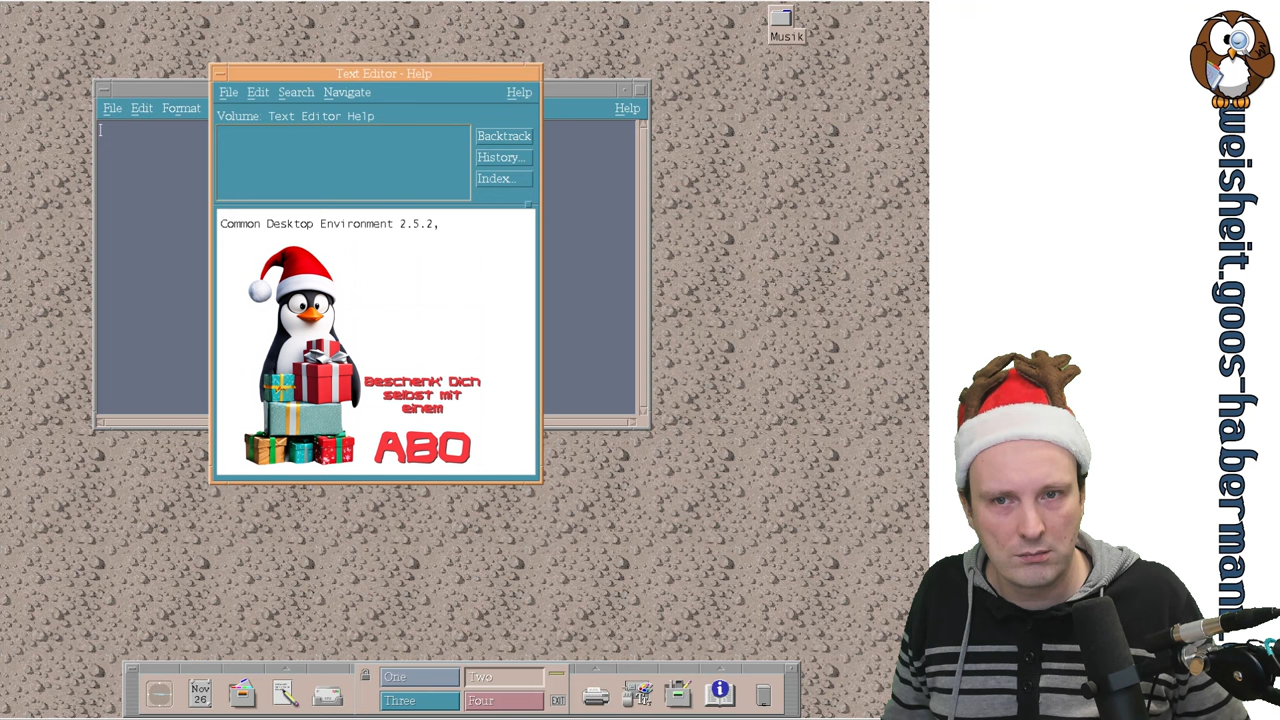 Musik
Text Editor - Help
File Edit Search Navigate Help
File Edit Format Help
Volume: Text Editor Help
Backtrack
History...
Index...
Common Desktop Environment 2.5.2,
Beschenk' Dich
selbst mit
einem
ABO
One Two
Nov
26
Three Four
EXIT
weisheit.goos-habermann.